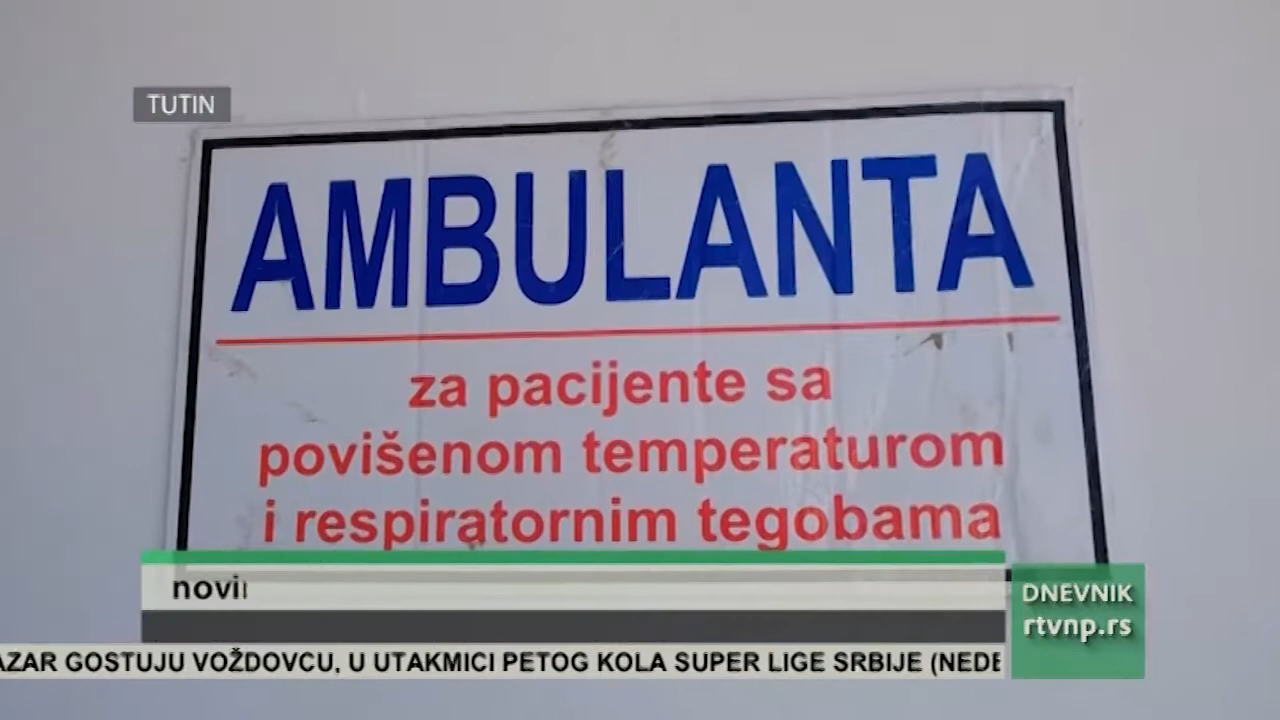 TUTIN
AMBULANTA
za pacijente sa
povišenom temperaturom
i respiratornim tegobama
DNEVNIK
rtvnp.rs
GOSTUJU VOŽDOVCU, U UTAKMICI PETOG KOLA SUPER LIGE SRBIJE